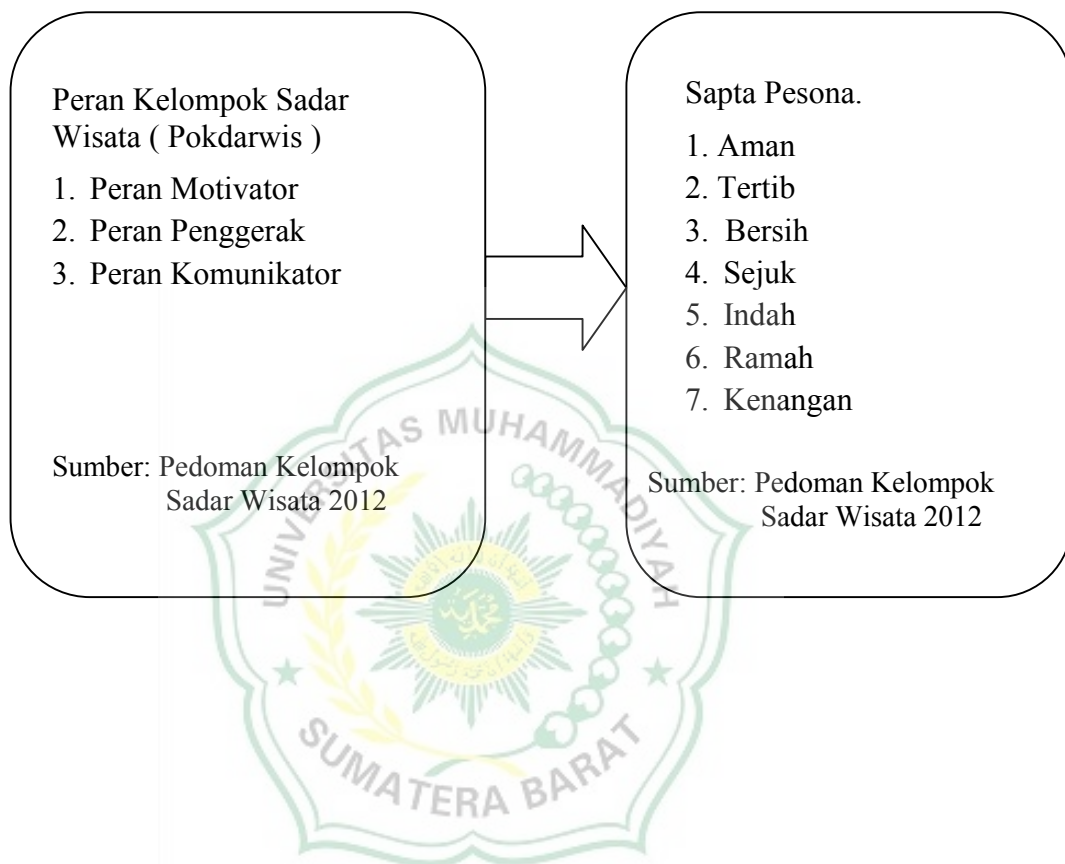 Peran Kelompok Sadar
Wisata ( Pokdarwis )
1. Peran Motivator
2. Peran Penggerak
3. Peran Komunikator
Sumber: Pedoman Kelompok
Sadar Wisata 2012
Sapta Pesona.
1. Aman
2. Tertib
3. Bersih
4. Sejuk
5. Indah
6. Ramah
7. Kenangan
Sumber: Pedoman Kelompok
Sadar Wisata 2012
UNIVERSITAS MUHAMMADIYAH
SUMATERA BARAT